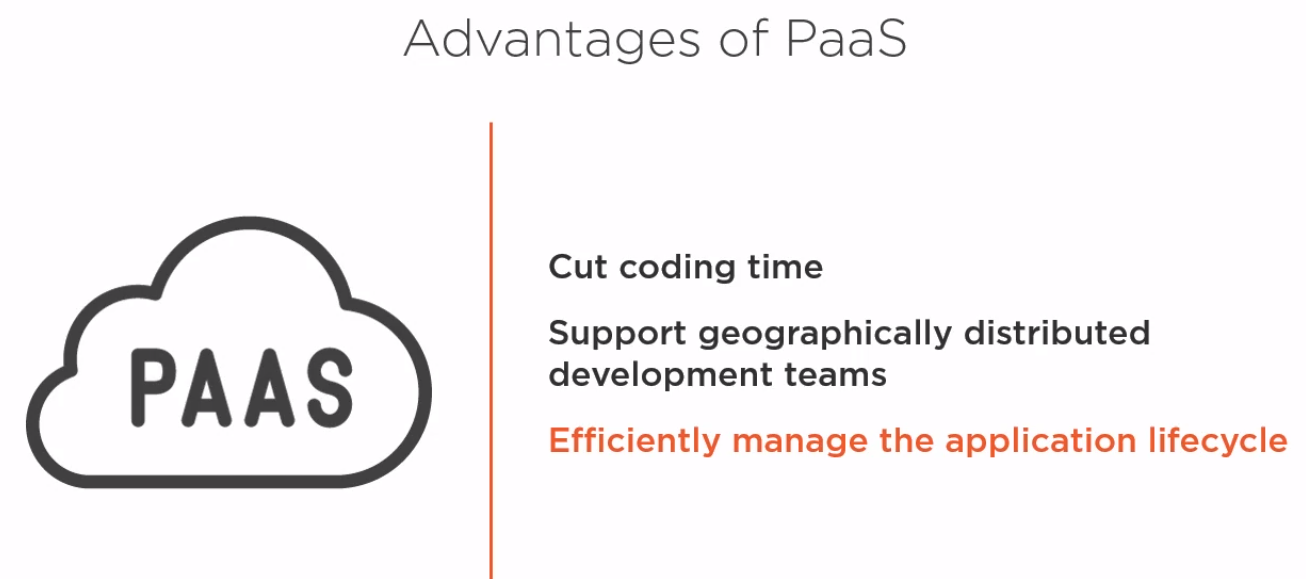 Advantages of PaaS
PAAS
Cut coding time
Support geographically distributed
development teams
Efficiently manage the application lifecycle